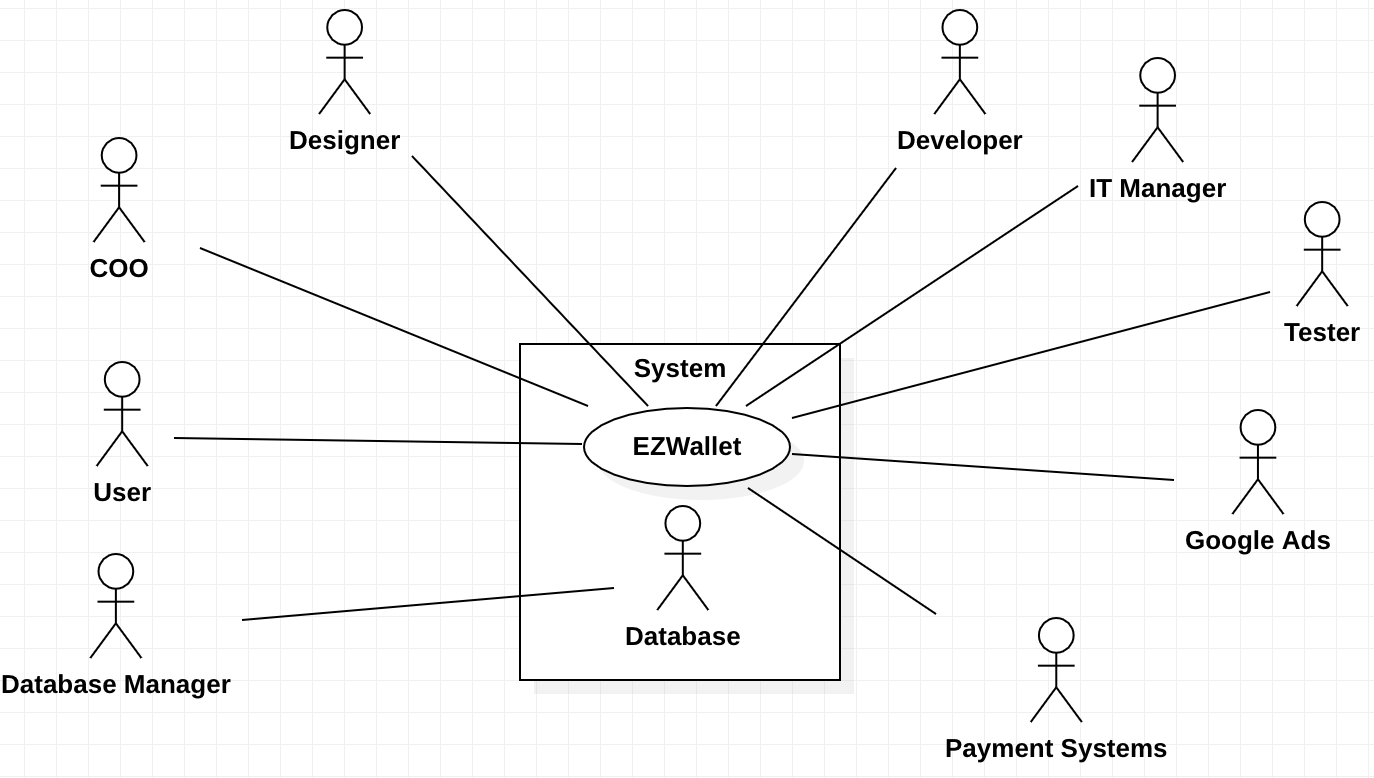 Designer
Developer
IT Manager
COO
Tester
System
EZWallet
User
Google Ads
Database
Database Manager
Payment Systems